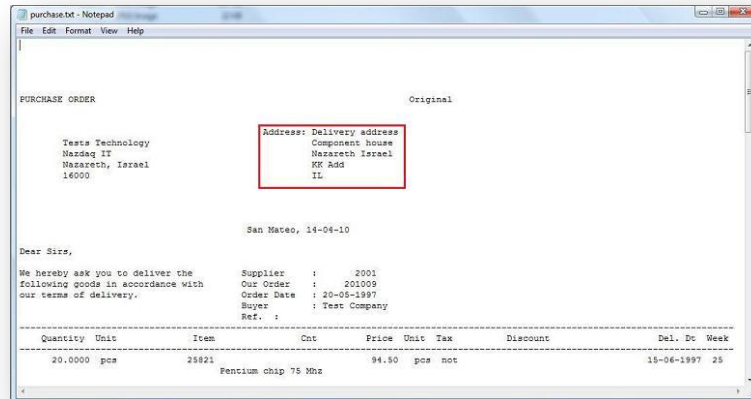 purchase.txt - Notepad
File Edit Format View Help
PURCHASE ORDER Original
Address: Delivery address
Tests Technology Component house
Nazdaq IT Nazareth Israel
Nazareth, Israel KK Add
16000 IL
San Mateo, 14-04-10
Dear Sirs,
We hereby ask you to deliver the Supplier : 2001
following goods in accordance with Our Order : 201009
our terms of delivery. Order Date : 20-05-1997
Buyer : Test Company
Ref. :
Quantity Unit Item Cnt Price Unit Tax Discount Del. Dt Week
20.0000 pcs 25821 94.50 pcs not 15-06-1997 25
Pentium chip 75 Mhz